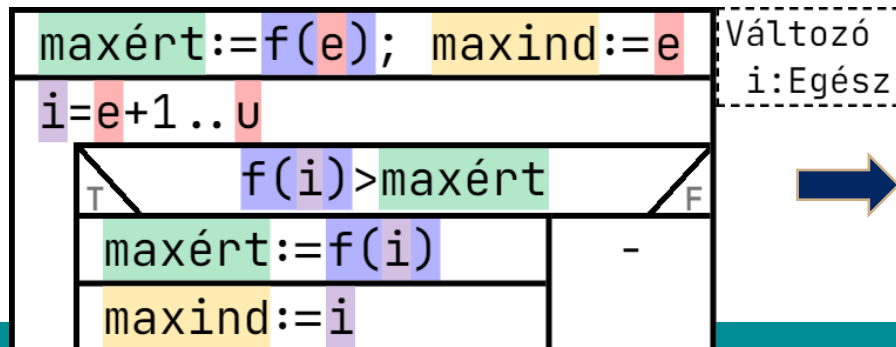 maxért:=f(e); maxind:=e
Változó
i:Egész
i=e+1..u
f(i)>maxért
T
F
maxért:=f(i)
-
maxind:=i